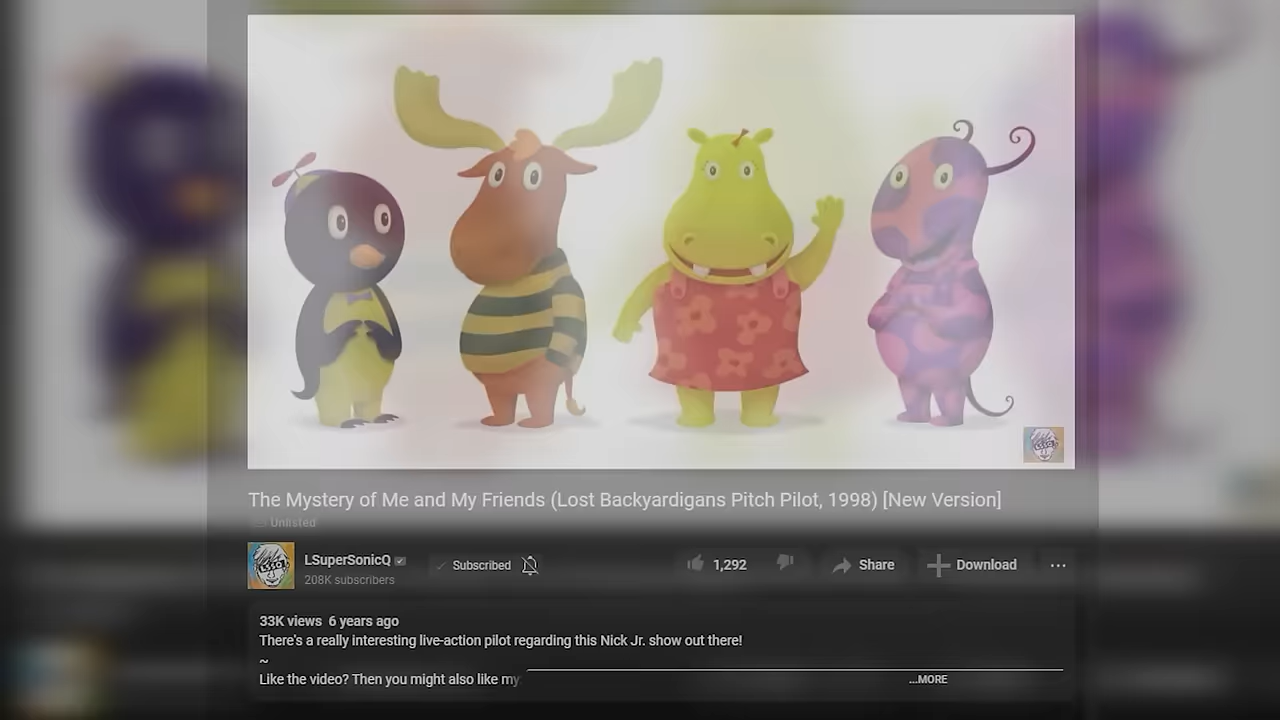 The Mystery of Me and My Friends (Lost Backyardigans Pitch Pilot, 1998) [New Version]
Unlisted
LSuperSonicQ
208K subscribers
Subscribed
1,292
Share
Download
33K views 6 years ago
There's a really interesting live-action pilot regarding this Nick Jr. show out there!
~
Like the video? Then you might also like my
...MORE